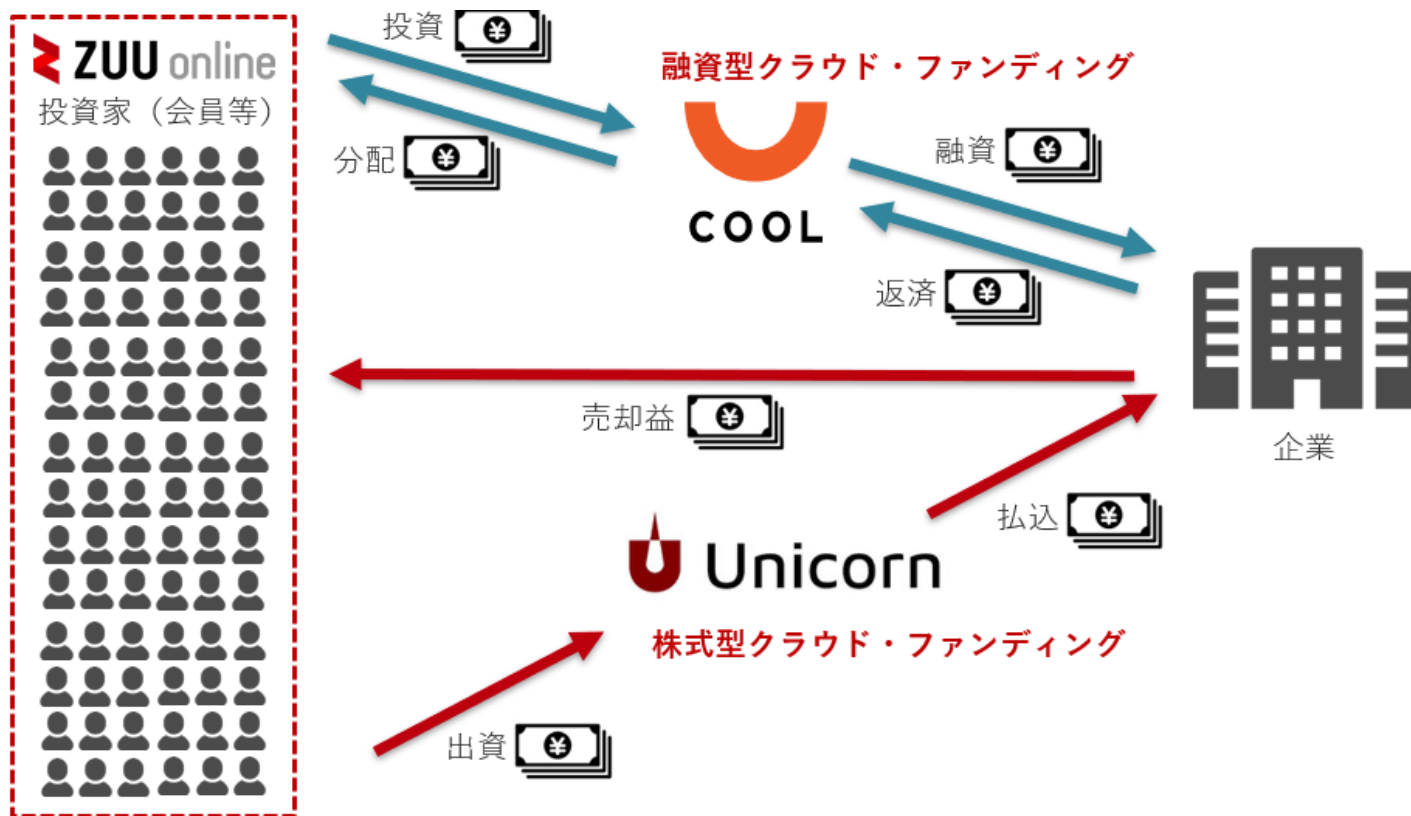 ZUU online
投資家（会員等）
投資
分配
融資型クラウド・ファンディング
COOL
融資
返済
売却益
企業
払込
Unicorn
株式型クラウド・ファンディング
出資